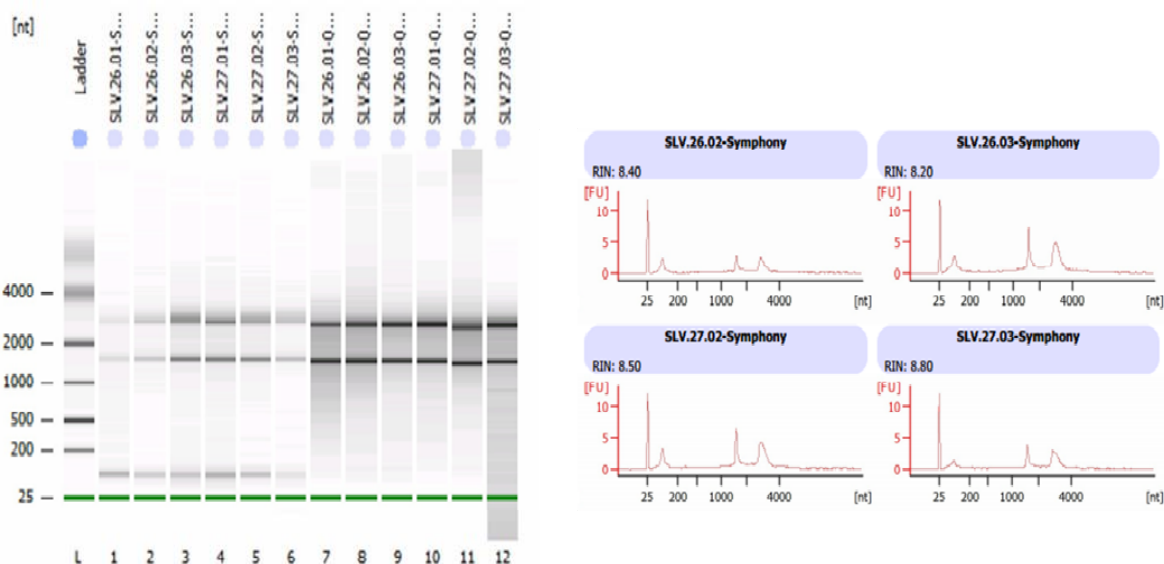 [nt]
Ladder
SLV.26.01-S...
SLV.26.02-S...
SLV.26.03-S...
SLV.27.01-S...
SLV.27.02-S...
SLV.27.03-S...
SLV.26.01-Q...
SLV.26.02-Q...
SLV.26.03-Q...
SLV.27.01-Q...
SLV.27.02-Q...
SLV.27.03-Q...
4000
2000
1000
500
200
25
L 1 2 3 4 5 6 7 8 9 10 11 12
SLV.26.02-Symphony
RIN: 8.40
[FU]
10
5
0
25 200 1000 4000 [nt]
SLV.26.03-Symphony
RIN: 8.20
[FU]
10
5
0
25 200 1000 4000 [nt]
SLV.27.02-Symphony
RIN: 8.50
[FU]
10
5
0
25 200 1000 4000 [nt]
SLV.27.03-Symphony
RIN: 8.80
[FU]
10
5
0
25 200 1000 4000 [nt]